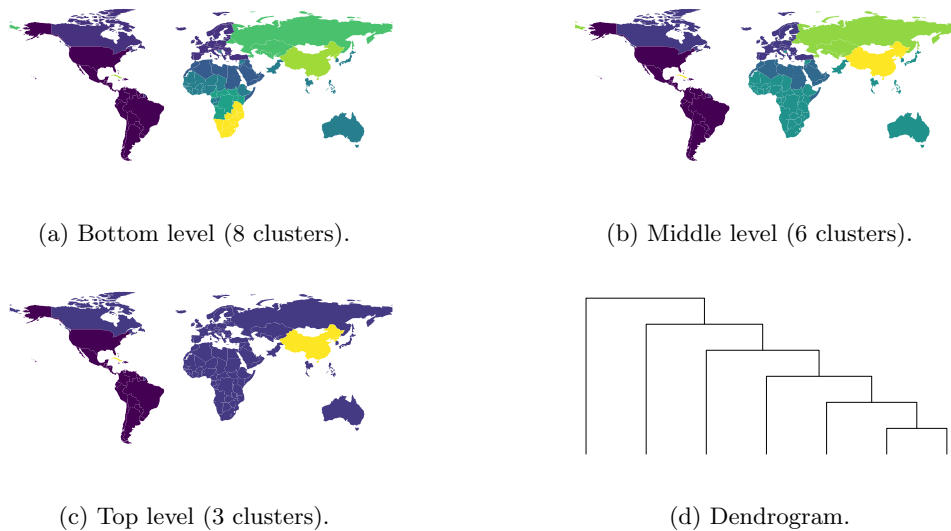 (a) Bottom level (8 clusters).
(b) Middle level (6 clusters).
(c) Top level (3 clusters).
(d) Dendrogram.